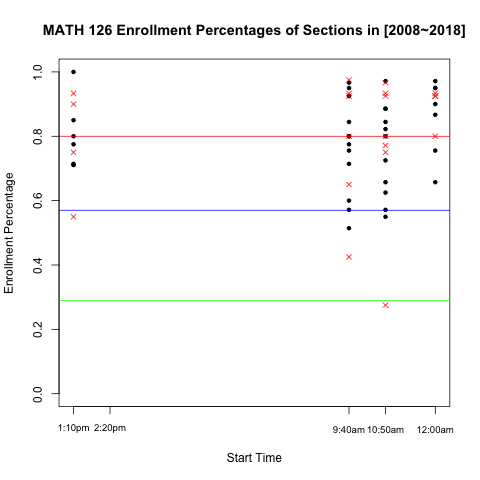 MATH 126 Enrollment Percentages of Sections in [2008~2018]
1.0
0.8
0.6
0.4
0.2
0.0
Enrollment Percentage
1:10pm 2:20pm 9:40am 10:50am 12:00am
Start Time